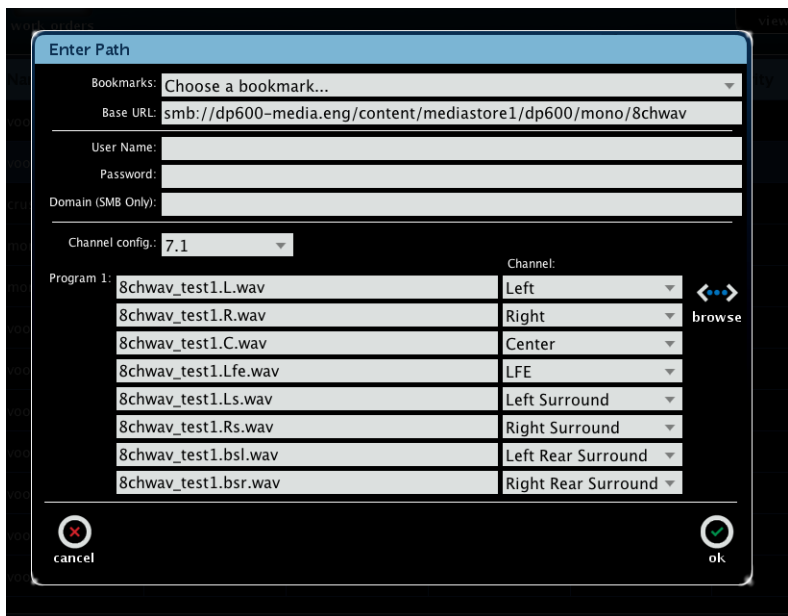 work orders
view
Enter Path
Bookmarks: Choose a bookmark...
Base URL: smb://dp600-media.eng/content/mediastore1/dp600/mono/8chwav
User Name:
Password:
Domain (SMB Only):
Channel config.: 7.1
Channel:
Program 1: 8chwav_test1.L.wav Left
8chwav_test1.R.wav Right
browse
8chwav_test1.C.wav Center
8chwav_test1.Lfe.wav LFE
8chwav_test1.Ls.wav Left Surround
8chwav_test1.Rs.wav Right Surround
8chwav_test1.bsl.wav Left Rear Surround
8chwav_test1.bsr.wav Right Rear Surround
cancel
ok